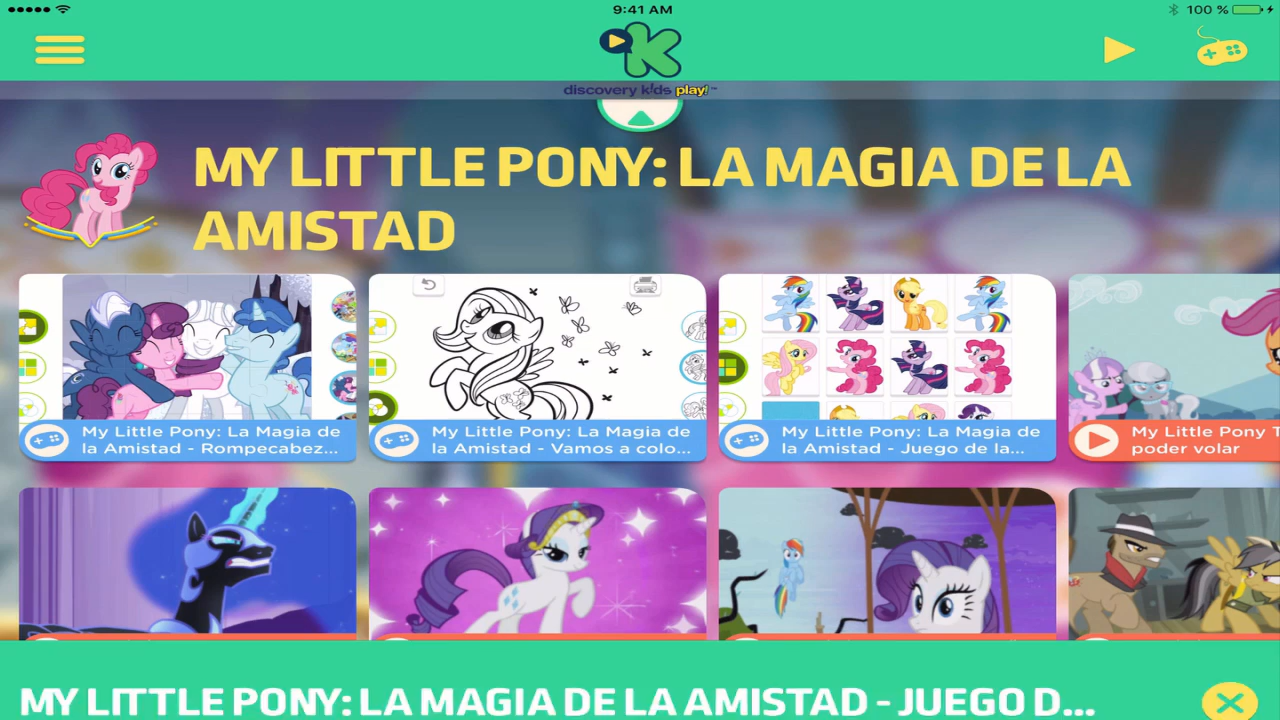 9:41 AM
100 %
discovery kids play!™
MY LITTLE PONY: LA MAGIA DE LA
AMISTAD
My Little Pony: La Magia de
la Amistad - Rompecabez...
My Little Pony: La Magia de
la Amistad - Vamos a colo...
My Little Pony: La Magia de
la Amistad - Juego de la...
My Little Pony T
poder volar
MY LITTLE PONY: LA MAGIA DE LA AMISTAD - JUEGO D...